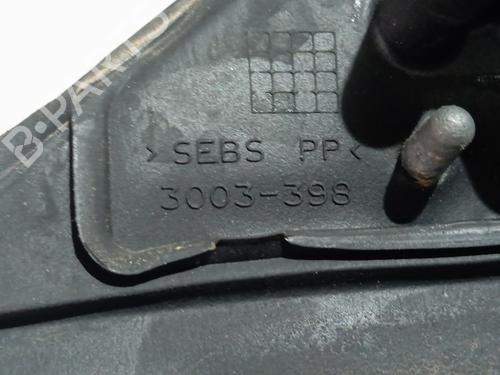 B-PARTS
> SEBS PP <
3003-398